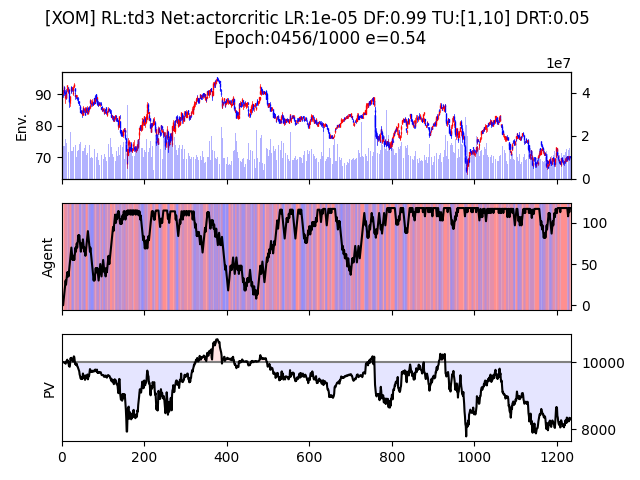 [XOM] RL:td3 Net:actorcritic LR:1e-05 DF:0.99 TU:[1,10] DRT:0.05
Epoch:0456/1000 e=0.54
1e7
Env.
90
80
70
4
2
0
Agent
100
50
0
PV
10000
8000
0 200 400 600 800 1000 1200